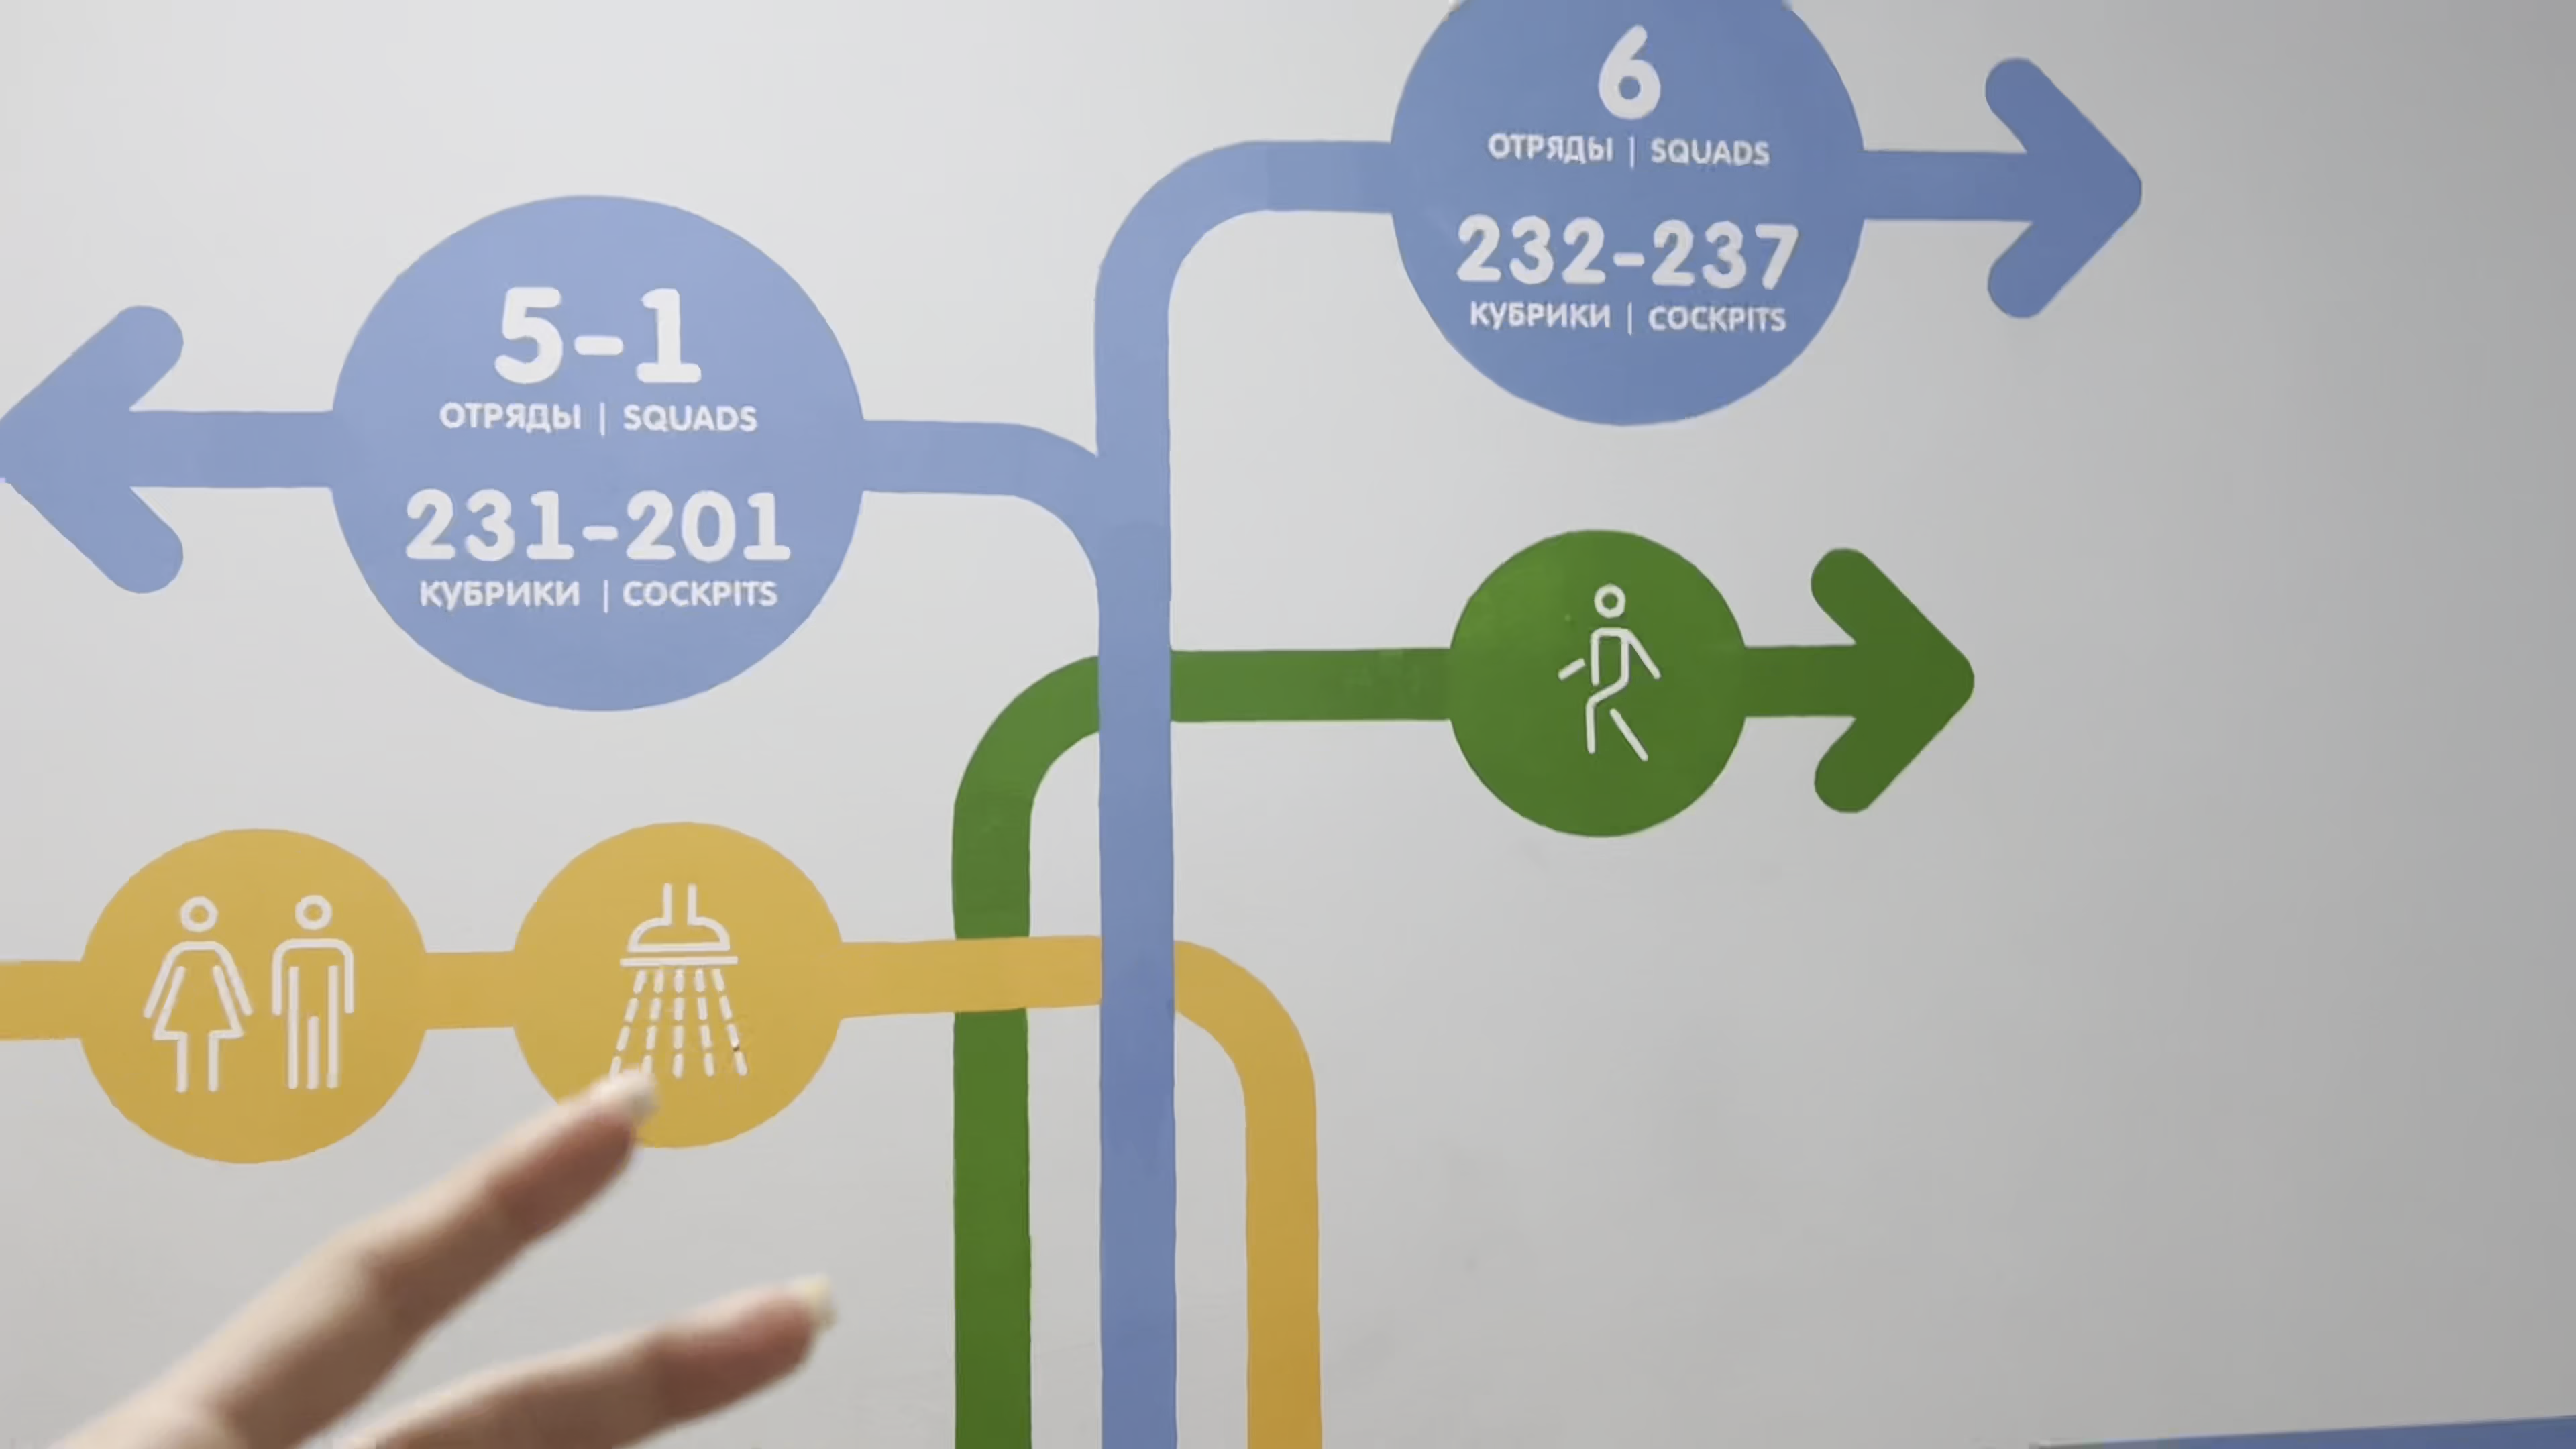 6
ОТРЯДЫ | SQUADS
232-237
КУБРИКИ | COCKPITS
5-1
ОТРЯДЫ | SQUADS
231-201
КУБРИКИ | COCKPITS